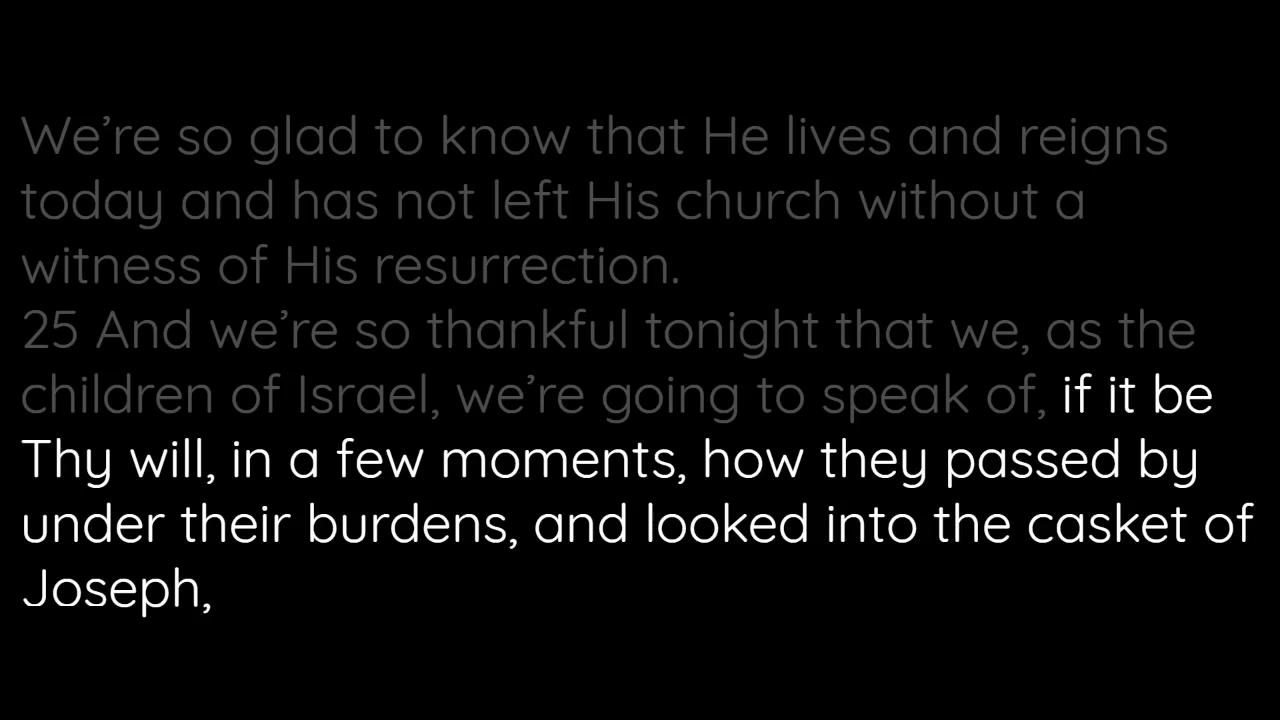 We’re so glad to know that He lives and reigns
today and has not left His church without a
witness of His resurrection.
25 And we’re so thankful tonight that we, as the
children of Israel, we’re going to speak of, if it be
Thy will, in a few moments, how they passed by
under their burdens, and looked into the casket of
Joseph,